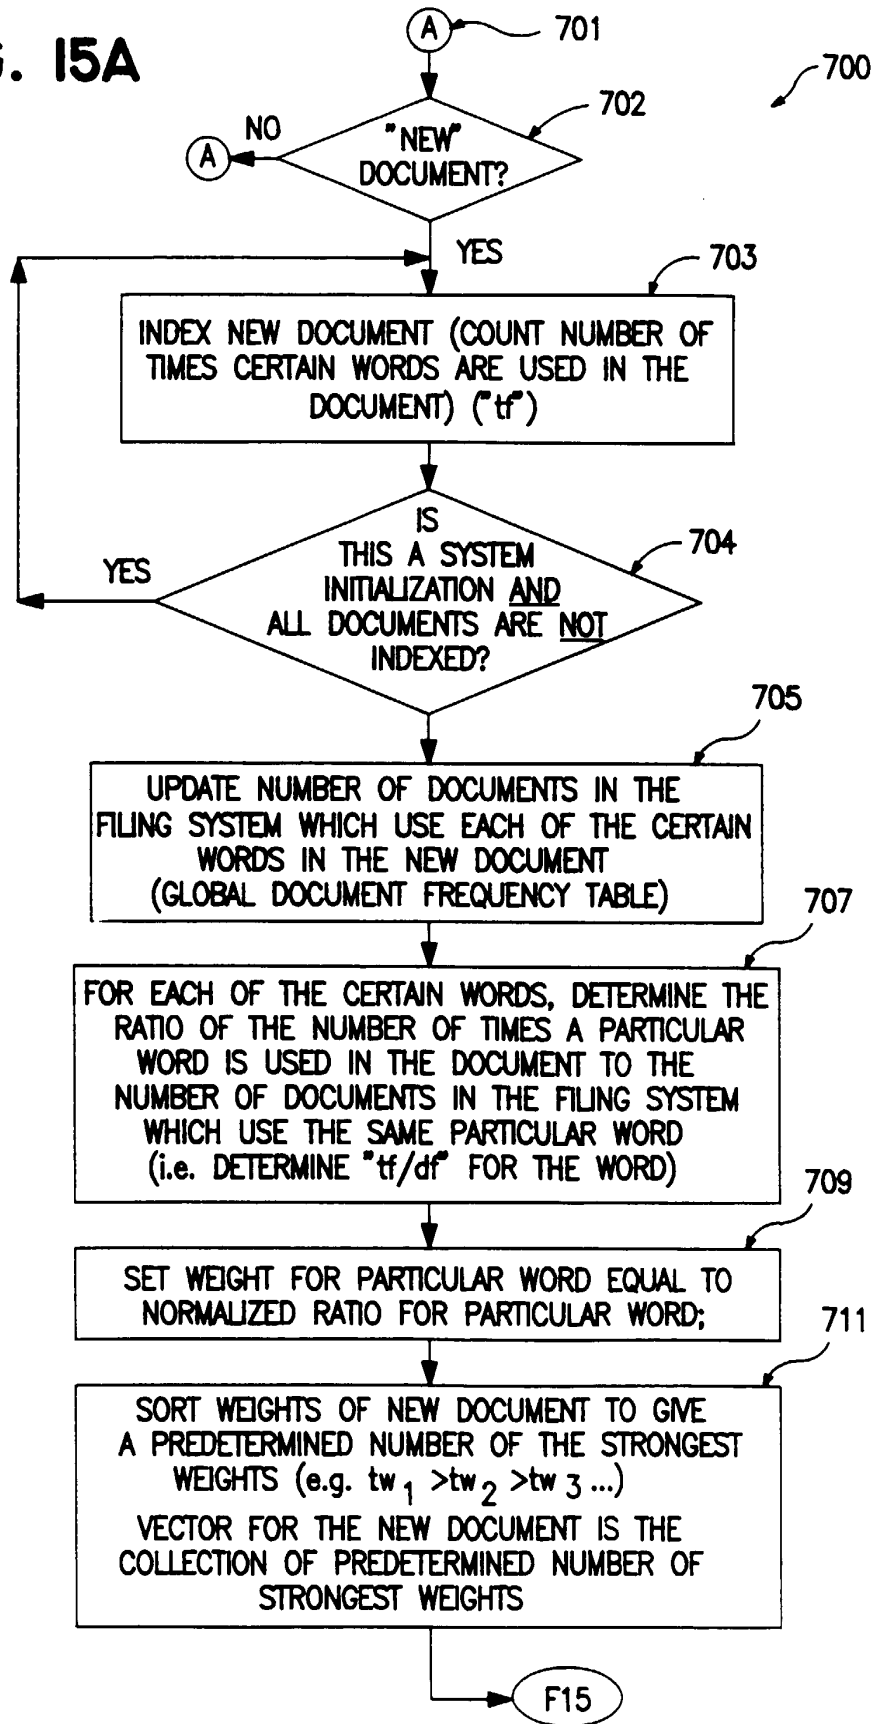 . 15A
A
701
700
702
"NEW"
DOCUMENT?
NO
A
YES
703
INDEX NEW DOCUMENT (COUNT NUMBER OF
TIMES CERTAIN WORDS ARE USED IN THE
DOCUMENT) ("tf")
IS
THIS A SYSTEM
INITIALIZATION AND
ALL DOCUMENTS ARE NOT
INDEXED?
704
YES
705
UPDATE NUMBER OF DOCUMENTS IN THE
FILING SYSTEM WHICH USE EACH OF THE CERTAIN
WORDS IN THE NEW DOCUMENT
(GLOBAL DOCUMENT FREQUENCY TABLE)
707
FOR EACH OF THE CERTAIN WORDS, DETERMINE THE
RATIO OF THE NUMBER OF TIMES A PARTICULAR
WORD IS USED IN THE DOCUMENT TO THE
NUMBER OF DOCUMENTS IN THE FILING SYSTEM
WHICH USE THE SAME PARTICULAR WORD
(i.e. DETERMINE "tf/df" FOR THE WORD)
709
SET WEIGHT FOR PARTICULAR WORD EQUAL TO
NORMALIZED RATIO FOR PARTICULAR WORD;
711
SORT WEIGHTS OF NEW DOCUMENT TO GIVE
A PREDETERMINED NUMBER OF THE STRONGEST
WEIGHTS (e.g. tw1 >tw2 >tw3 ...)
VECTOR FOR THE NEW DOCUMENT IS THE
COLLECTION OF PREDETERMINED NUMBER OF
STRONGEST WEIGHTS
F15